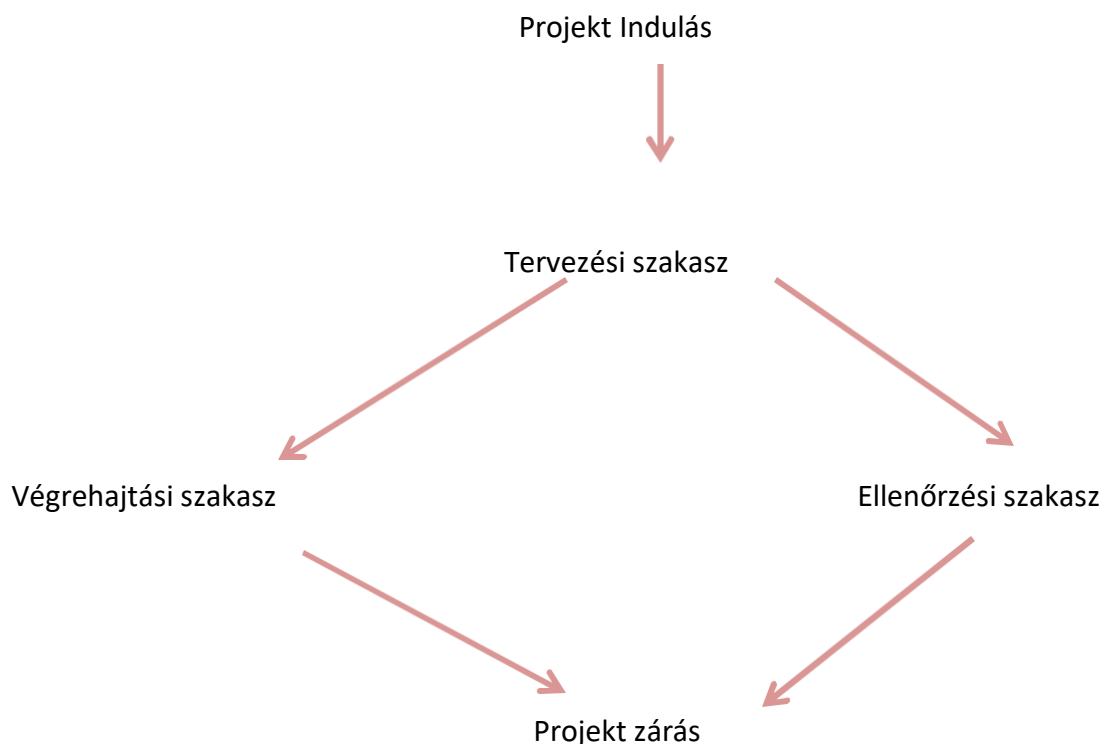 Projekt Indulás
Tervezési szakasz
Végrehajtási szakasz
Ellenőrzési szakasz
Projekt zárás